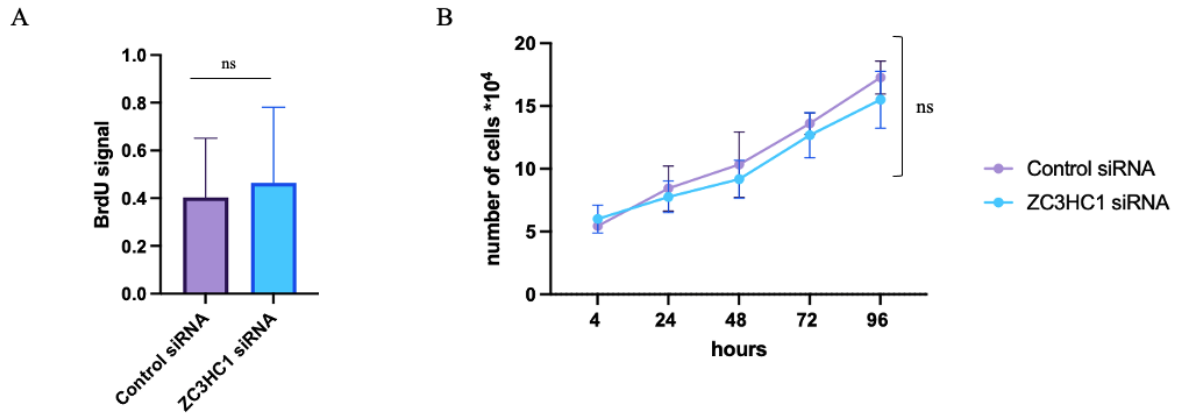 A
BrdU signal
1.0
0.8
0.6
0.4
0.2
0.0
ns
Control siRNA
ZC3HC1 siRNA
B
number of cells *10⁴
20
15
10
5
0
4 24 48 72 96
hours
ns
Control siRNA
ZC3HC1 siRNA